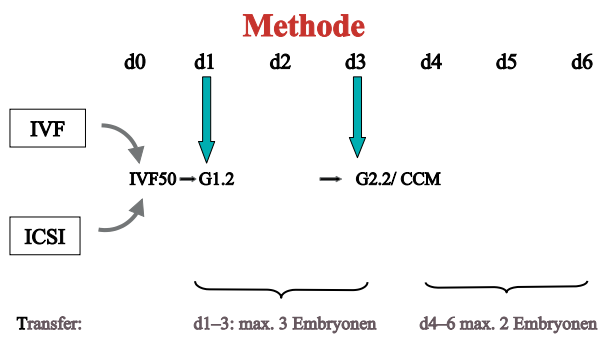 Methode
d0 d1 d2 d3 d4 d5 d6
IVF
IVF50 G1.2 G2.2/ CCM
ICSI
Transfer: d1–3: max. 3 Embryonen d4–6 max. 2 Embryonen